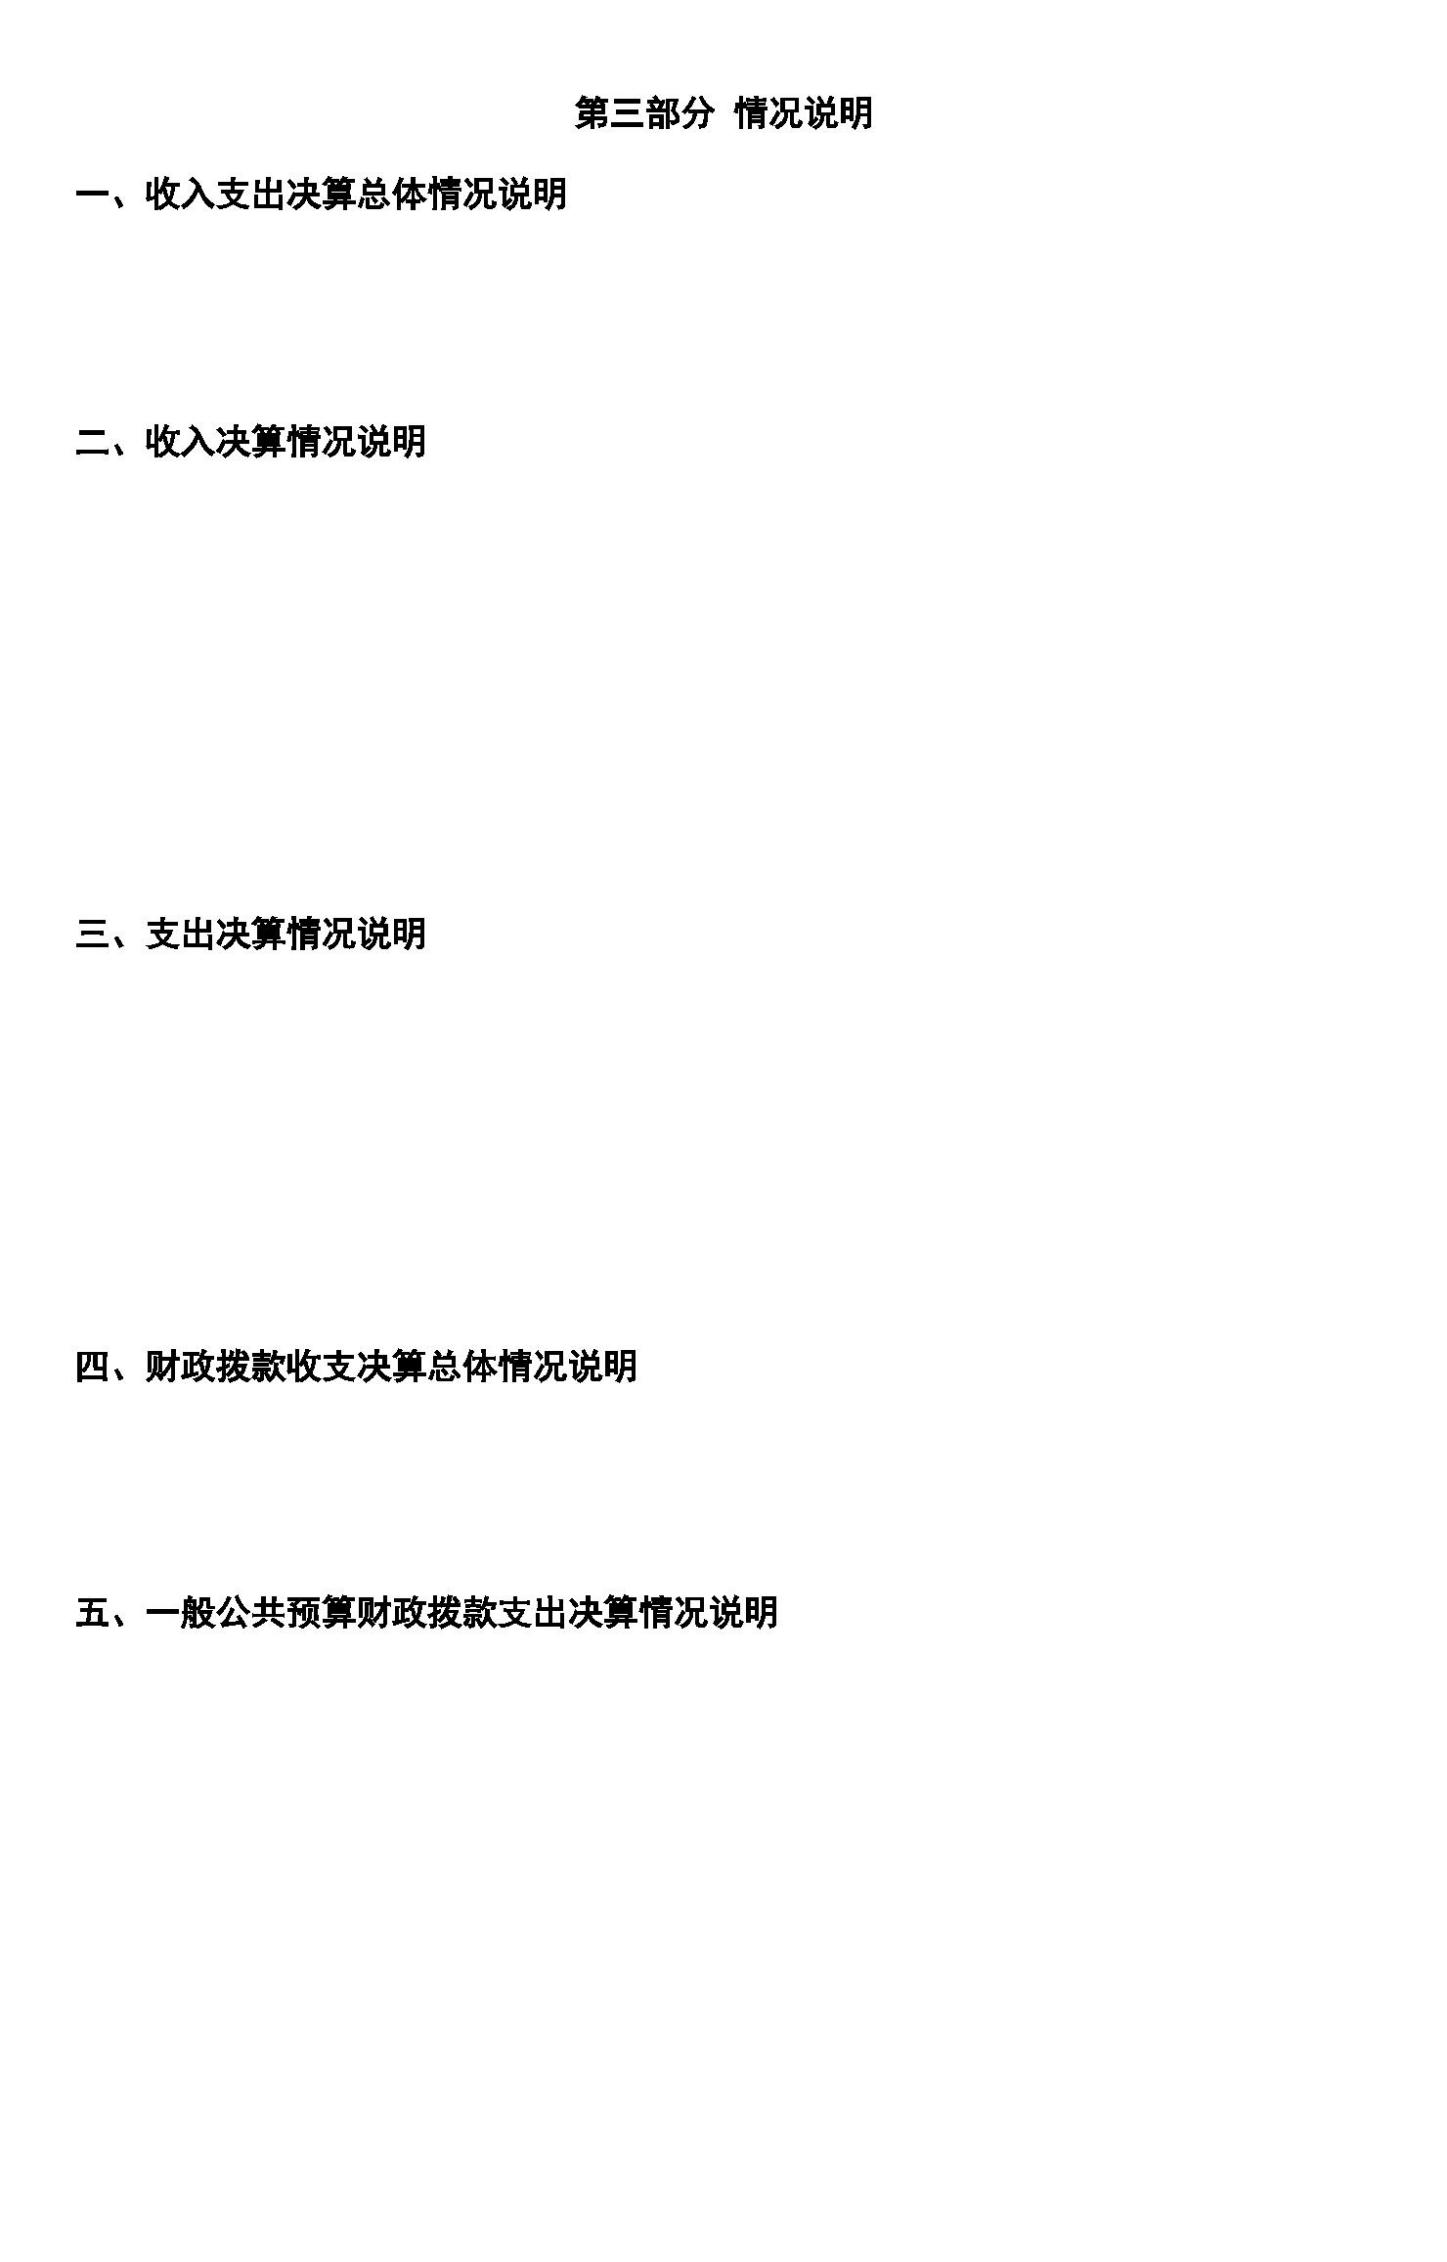 第三部分 情况说明
一、收入支出决算总体情况说明
二、收入决算情况说明
三、支出决算情况说明
四、财政拨款收支决算总体情况说明
五、一般公共预算财政拨款支出决算情况说明